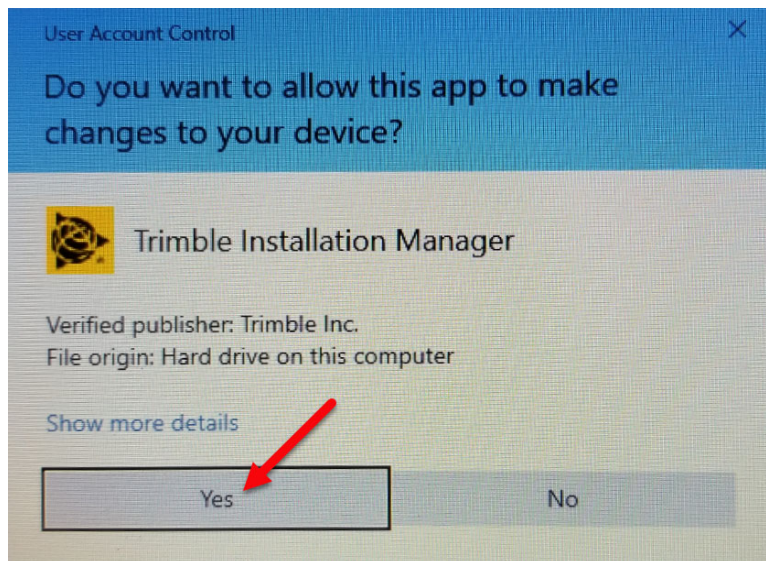 User Account Control
Do you want to allow this app to make
changes to your device?
Trimble Installation Manager
Verified publisher: Trimble Inc.
File origin: Hard drive on this computer
Show more details
Yes
No